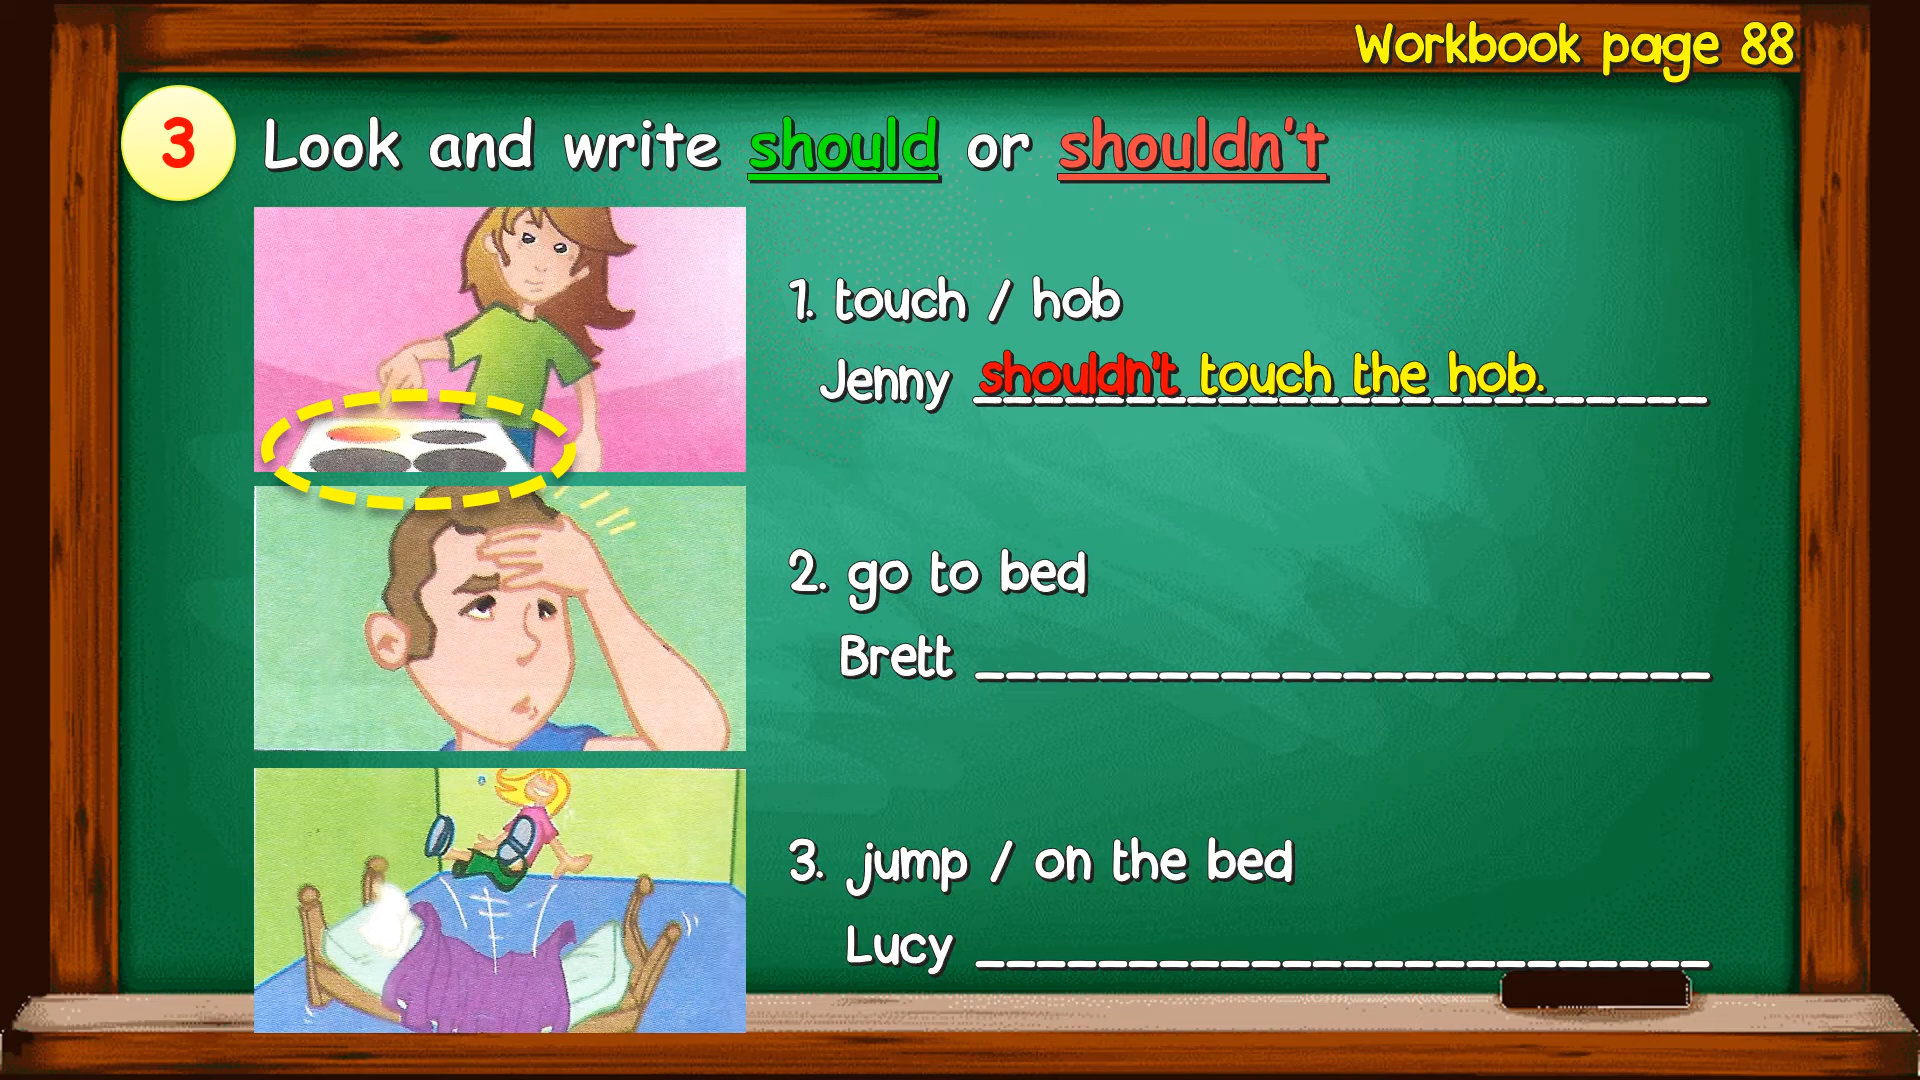 Workbook page 88
3 Look and write should or shouldn't
1. touch / hob
Jenny shouldn't touch the hob.
2. go to bed
Brett
3. jump / on the bed
Lucy